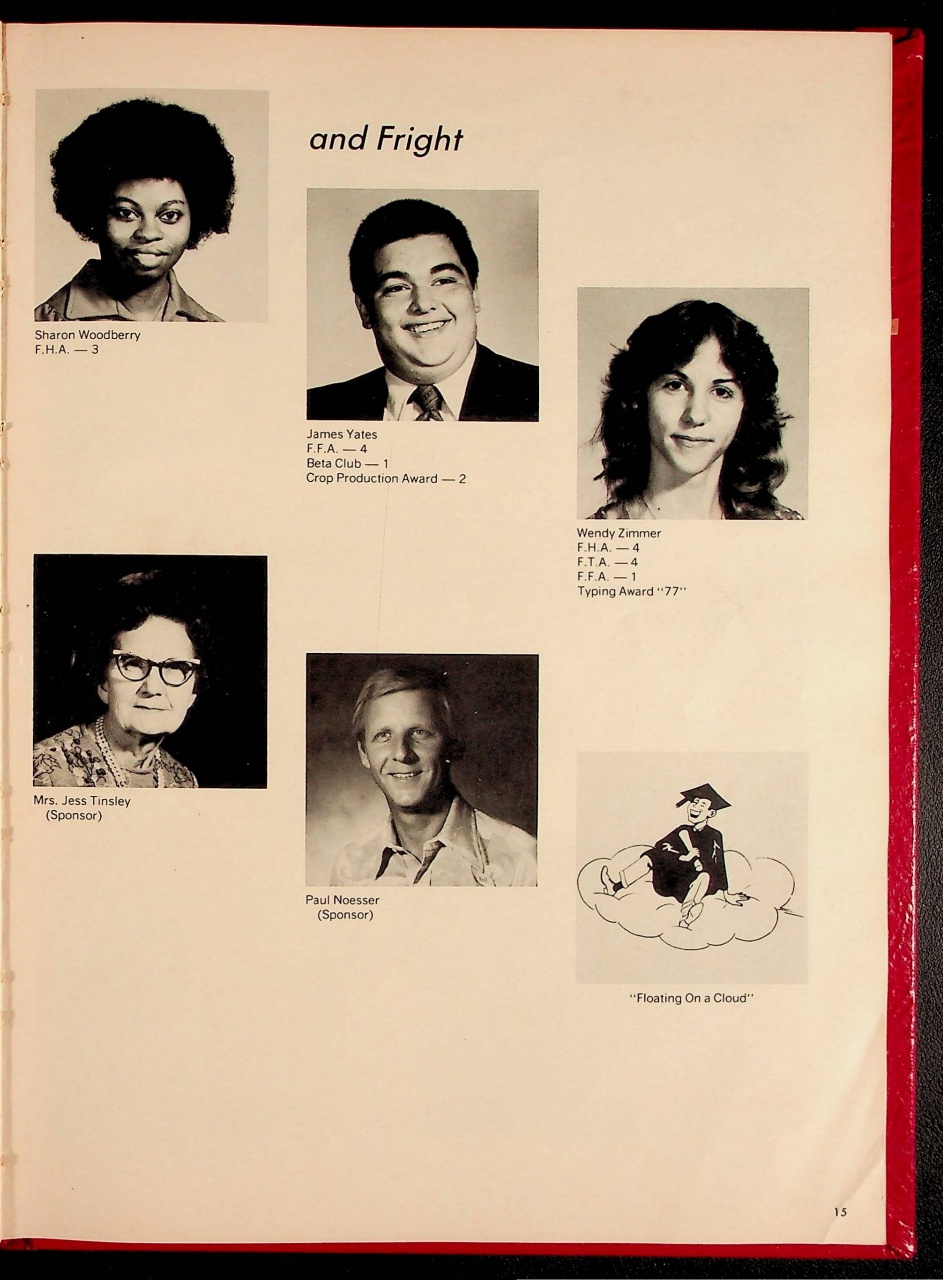 and Fright
Sharon Woodberry
F.H.A. — 3
James Yates
F.F.A. — 4
Beta Club — 1
Crop Production Award — 2
Wendy Zimmer
F.H.A. — 4
F.T.A. — 4
F.F.A. — 1
Typing Award "77"
Mrs. Jess Tinsley
(Sponsor)
Paul Noesser
(Sponsor)
"Floating On a Cloud"
15